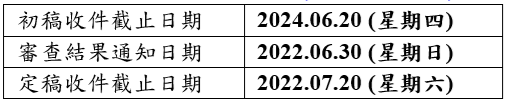 初稿收件截止日期 2024.06.20 (星期四)
審查結果通知日期 2022.06.30 (星期日)
定稿收件截止日期 2022.07.20 (星期六)